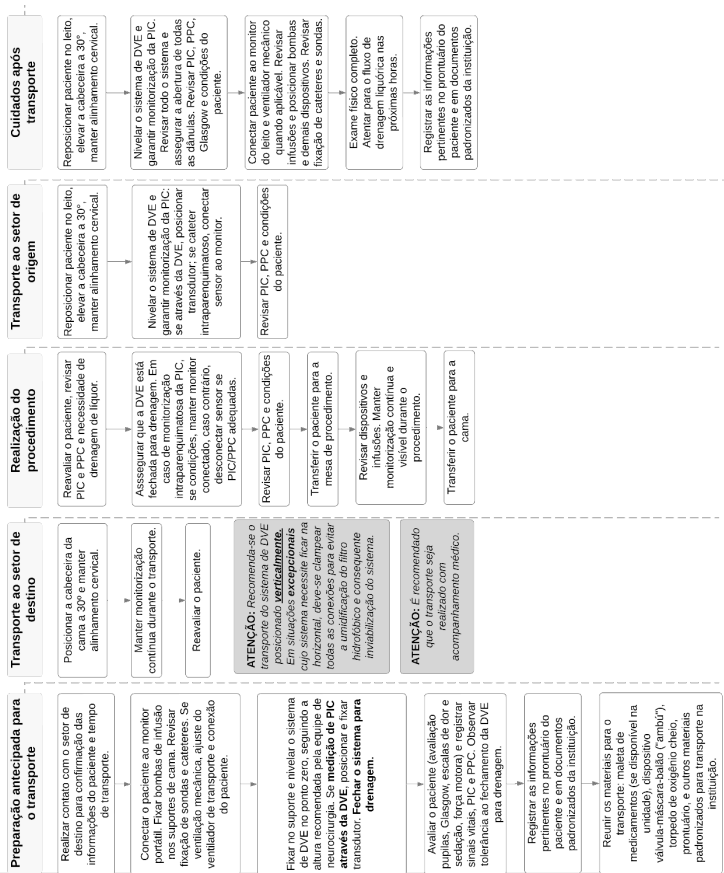 Preparação antecipada para
o transporte
Realizar contato com o setor de
destino para confirmação das
informações do paciente e tempo
de transporte.
Conectar o paciente ao monitor
portátil. Fixar bombas de infusão
nos suportes de cama. Revisar
fixação de sondas e cateteres. Se
ventilação mecânica, ajuste do
ventilador de transporte e conexão
do paciente.
Fixar no suporte e nivelar o sistema
de DVE no ponto zero, seguindo a
altura recomendada pela equipe de
neurocirurgia. Se medição de PIC
através da DVE, posicionar e fixar
transdutor. Fechar o sistema para
drenagem.
Avaliar o paciente (avaliação
pupilas, Glasgow, escalas de dor e
sedação, força motora) e registrar
sinais vitais, PIC e PPC. Observar
tolerância ao fechamento da DVE
para drenagem.
Registrar as informações
pertinentes no prontuário do
paciente e em documentos
padronizados da instituição.
Reunir os materiais para o
transporte: maleta de
medicamentos (se disponível na
unidade), dispositivo
válvula-máscara-balão ("ambú"),
torpedo de oxigênio cheio,
prontuário, e outros materiais
padronizados para transporte na
instituição.
Transporte ao setor de
destino
Posicionar a cabeceira da
cama a 30º e manter
alinhamento cervical.
Manter monitorização
contínua durante o transporte.
Reavaliar o paciente.
ATENÇÃO: Recomenda-se o
transporte do sistema de DVE
posicionado verticalmente.
Em situações excepcionais
cujo sistema necessite ficar na
horizontal, deve-se clampear
todas as conexões para evitar
a umidificação do filtro
hidrofóbico e consequente
inviabilização do sistema.
ATENÇÃO: É recomendado
que o transporte seja
realizado com
acompanhamento médico.
Realização do
procedimento
Reavaliar o paciente, revisar
PIC e PPC e necessidade de
drenagem de líquor.
Asssegurar que a DVE está
fechada para drenagem. Em
caso de monitorização
intraparenquimatosa da PIC,
se condições, manter monitor
conectado, caso contrário,
desconectar sensor se
PIC/PPC adequadas.
Revisar PIC, PPC e condições
do paciente.
Transferir o paciente para a
mesa de procedimento.
Revisar dispositivos e
infusões. Manter
monitorização contínua e
visível durante o
procedimento.
Transferir o paciente para a
cama.
Transporte ao setor de
origem
Reposicionar paciente no leito,
elevar a cabeceira a 30°,
manter alinhamento cervical.
Nivelar o sistema de DVE e
garantir monitorização da PIC:
se através da DVE, posicionar
transdutor; se cateter
intraparenquimatoso, conectar
sensor ao monitor.
Revisar PIC, PPC e condições
do paciente.
Cuidados após
transporte
Reposicionar paciente no leito,
elevar a cabeceira a 30°,
manter alinhamento cervical.
Nivelar o sistema de DVE e
garantir monitorização da PIC.
Revisar todo o sistema e
assegurar a abertura de todas
as dânulas. Revisar PIC, PPC,
Glasgow e condições do
paciente.
Conectar paciente ao monitor
do leito e ventilador mecânico
quando aplicável. Revisar
infusões e posicionar bombas
e demais dispositivos. Revisar
fixação de cateteres e sondas.
Exame físico completo.
Atentar para o fluxo de
drenagem liquórica nas
próximas horas.
Registrar as informações
pertinentes no prontuário do
paciente e em documentos
padronizados da instituição.